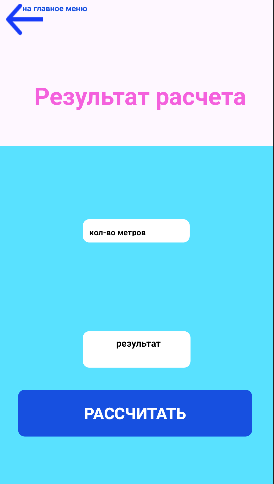 на главное меню
Результат расчета
кол-во метров
результат
РАССЧИТАТЬ